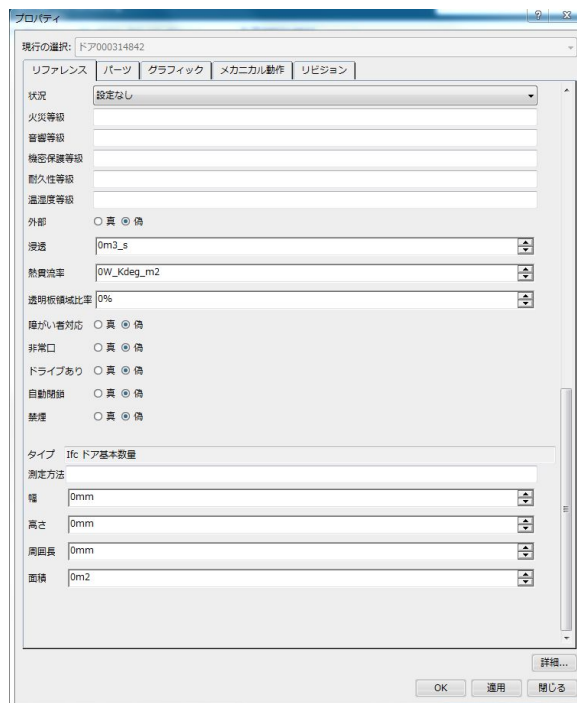 プロパティ
現行の選択: ドア000314842
リファレンス パーツ グラフィック メカニカル動作 リビジョン
状況 設定なし
火災等級
音響等級
機密保護等級
耐久性等級
温湿度等級
外部 真 偽
浸透 0m3_s
熱貫流率 0W_Kdeg_m2
透明板領域比率 0%
障がい者対応 真 偽
非常口 真 偽
ドライブあり 真 偽
自動閉鎖 真 偽
禁煙 真 偽
タイプ Ifc ドア基本数量
測定方法
幅 0mm
高さ 0mm
周囲長 0mm
面積 0m2
詳細...
OK 適用 閉じる